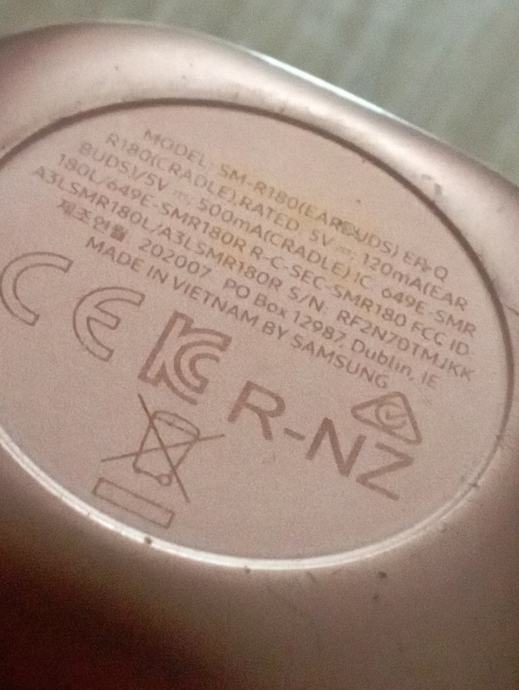 MODEL: SM-R180(EARBUDS) EP-Q
R180(CRADLE),RATED 5V ⎓, 120mA(EAR
BUDS)/5V ⎓, 500mA(CRADLE) IC: 649E-SMR
180L/649E-SMR180R R-C-SEC-SMR180 FCC ID:
A3LSMR180L/A3LSMR180R S/N: RF2N70TMJKK
제조연월: 202007 PO Box 12987, Dublin, IE
MADE IN VIETNAM BY SAMSUNG
CE KC R-NZ